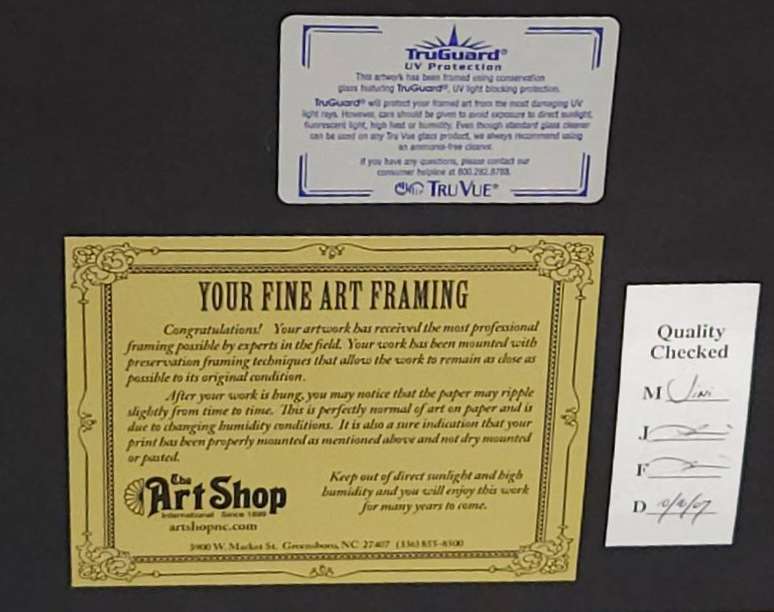 TruGuard®
UV Protection
This artwork has been framed using conservation
glass featuring TruGuard®, UV light blocking protection.
TruGuard® will protect your framed art from the most damaging UV
light rays. However, care should be given to avoid exposure to direct sunlight,
fluorescent light, high heat or humidity. Even though standard glass cleaner
can be used on any Tru Vue glass product, we always recommend using
an ammonia-free cleaner.
If you have any questions, please contact our
consumer helpline at 800.282.8788.
TRU VUE®
YOUR FINE ART FRAMING
Congratulations! Your artwork has received the most professional
framing possible by experts in the field. Your work has been mounted with
preservation framing techniques that allow the work to remain as close as
possible to its original condition.
After your work is hung, you may notice that the paper may ripple
slightly from time to time. This is perfectly normal of art on paper and is
due to changing humidity conditions. It is also a sure indication that your
print has been properly mounted as mentioned above and not dry mounted
or pasted.
The
Art Shop
International Since 1899
artshopnc.com
Keep out of direct sunlight and high
humidity and you will enjoy this work
for many years to come.
3900 W. Market St. Greensboro, NC 27407 (336) 855-8500
Quality
Checked
M
J
F
D